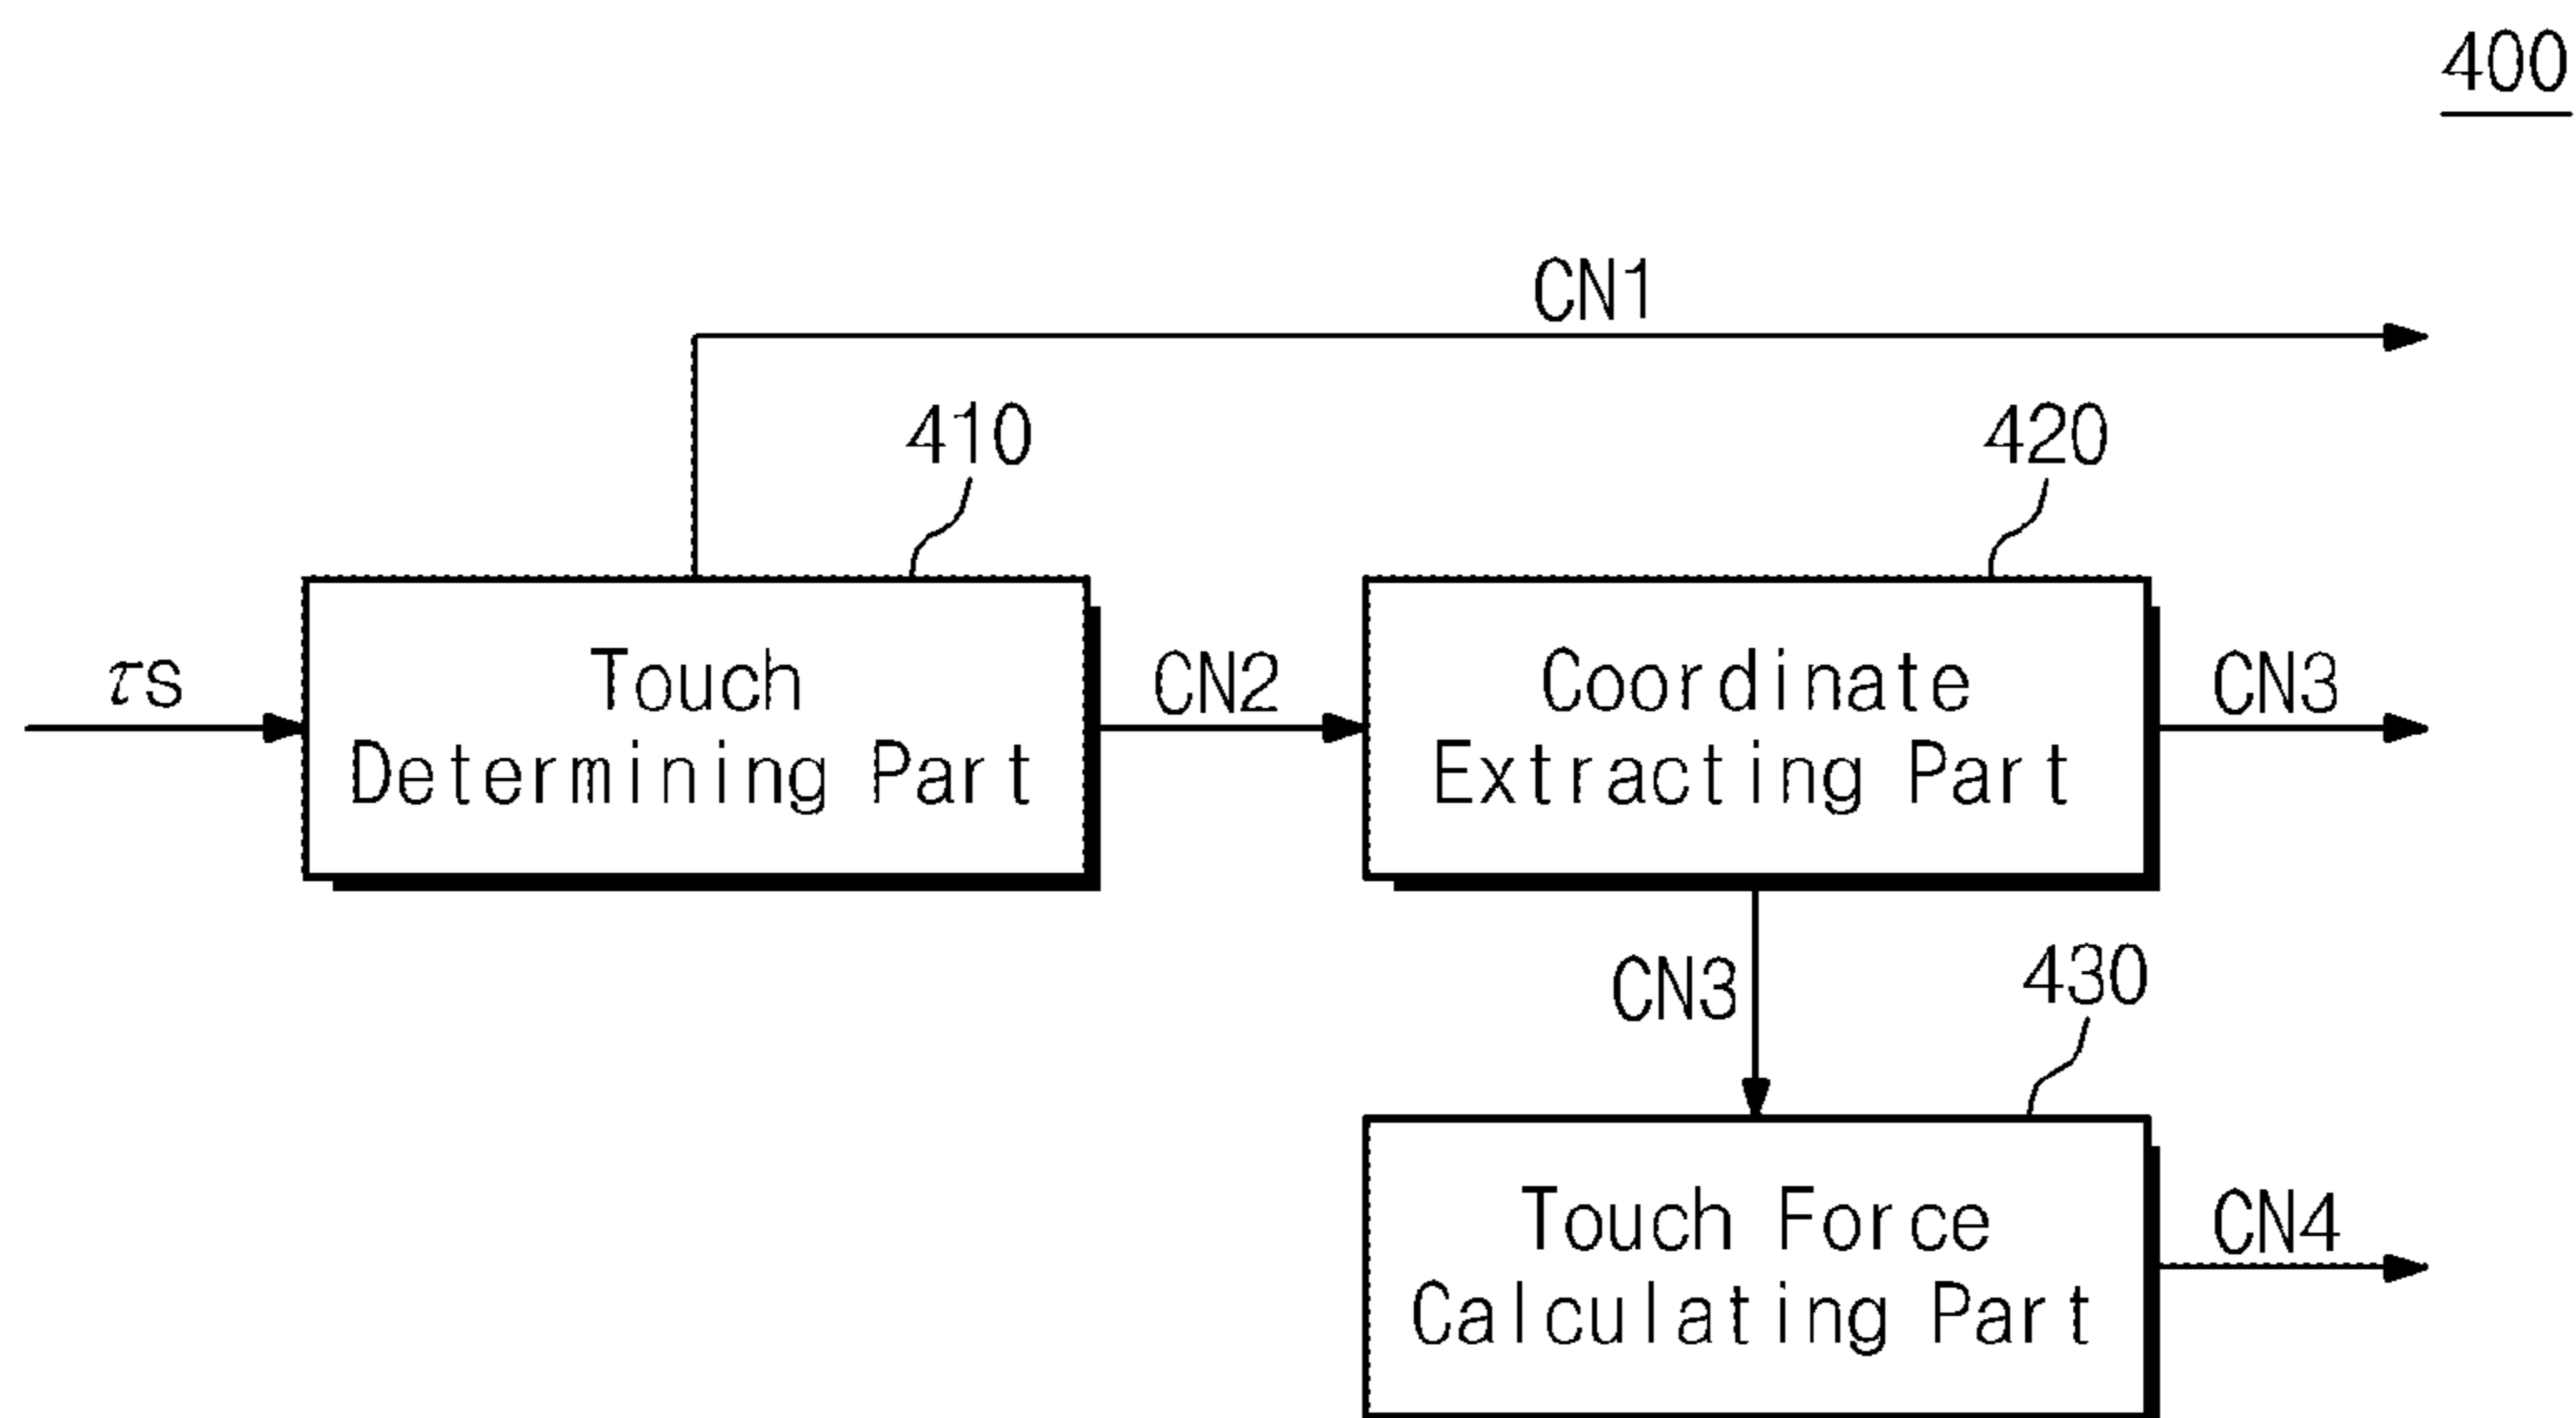 400
CN1
410
420
τs
Touch
Determining Part
CN2
Coordinate
Extracting Part
CN3
CN3
430
Touch Force
Calculating Part
CN4